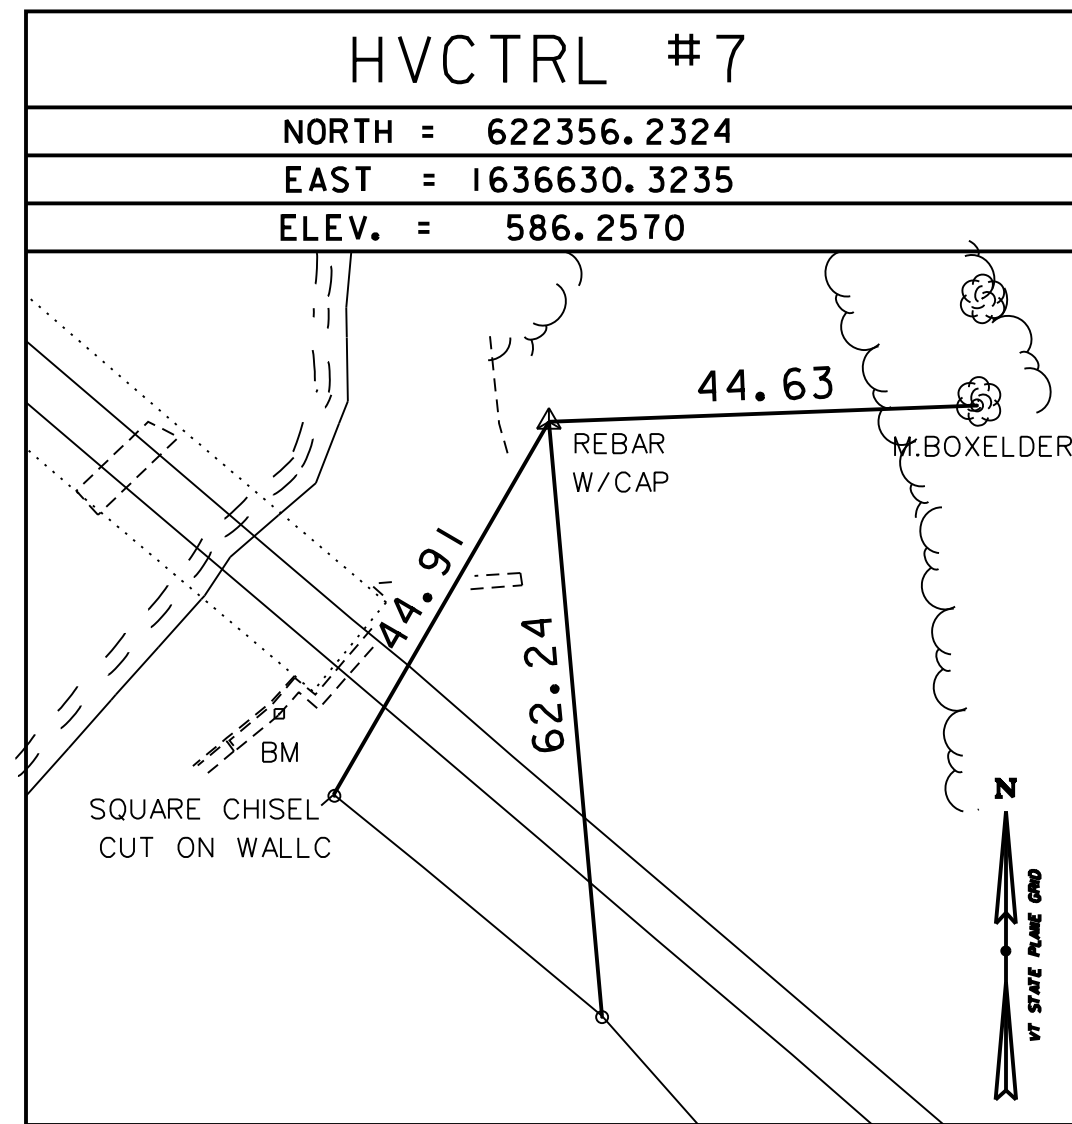 HVCTRL #7
NORTH = 622356.2324
EAST = 1636630.3235
ELEV. = 586.2570
44.63
REBAR
W/CAP
M.BOXELDER
44.91
62.24
BM
SQUARE CHISEL
CUT ON WALLC
N
VT STATE PLANE GRID